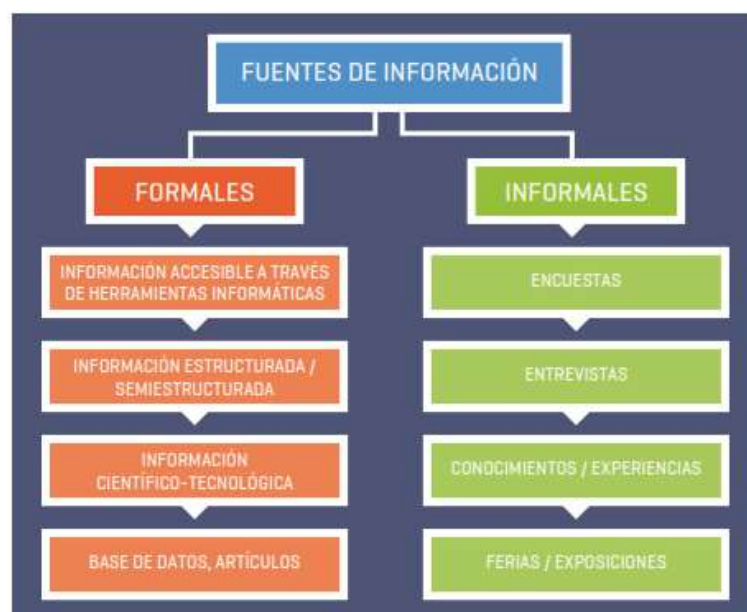 FUENTES DE INFORMACIÓN
FORMALES
INFORMACIÓN ACCESIBLE A TRAVÉS
DE HERRAMIENTAS INFORMÁTICAS
INFORMACIÓN ESTRUCTURADA /
SEMIESTRUCTURADA
INFORMACIÓN
CIENTÍFICO-TECNOLÓGICA
BASE DE DATOS, ARTÍCULOS
INFORMALES
ENCUESTAS
ENTREVISTAS
CONOCIMIENTOS / EXPERIENCIAS
FERIAS / EXPOSICIONES